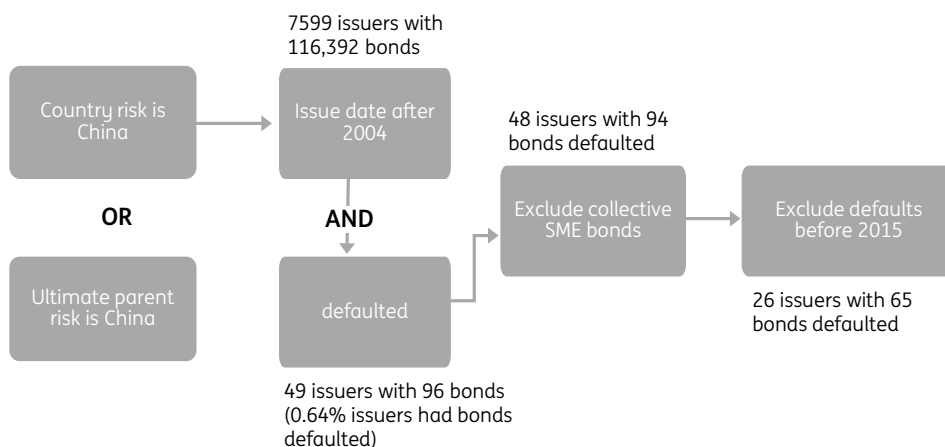 7599 issuers with
116,392 bonds
Country risk is
China
Issue date after
2004
OR
Ultimate parent
risk is China
AND
defaulted
49 issuers with 96 bonds
(0.64% issuers had bonds
defaulted)
48 issuers with 94
bonds defaulted
Exclude collective
SME bonds
Exclude defaults
before 2015
26 issuers with 65
bonds defaulted